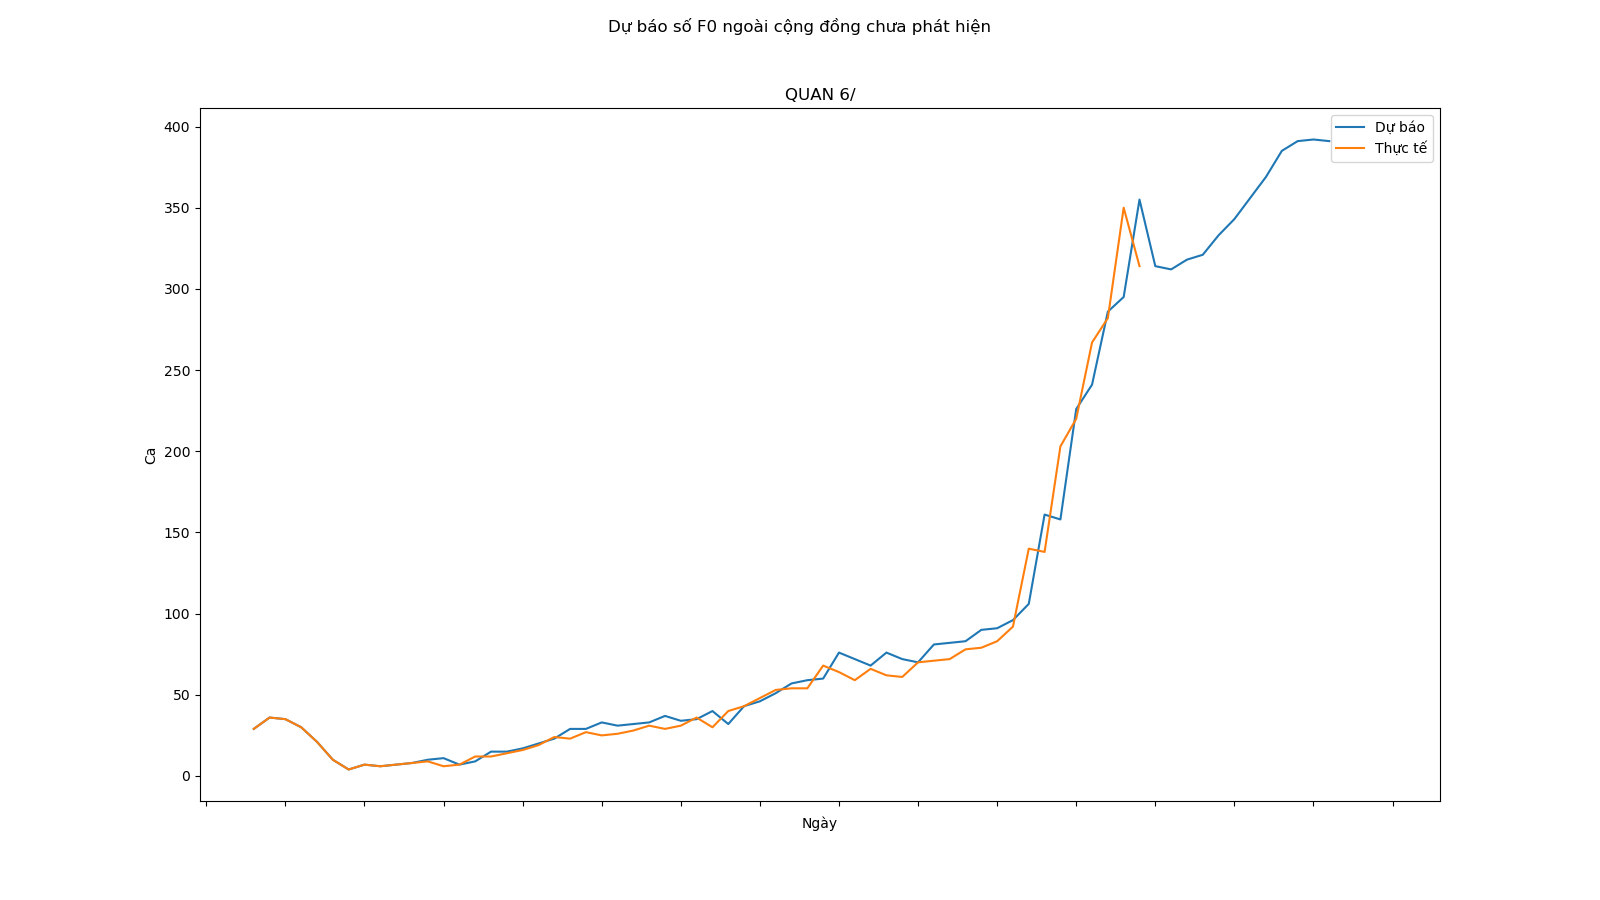 Dự báo số F0 ngoài cộng đồng chưa phát hiện
QUAN 6/
400
350
300
250
200
150
100
50
0
Ca
Ngày
Dự báo
Thực tế